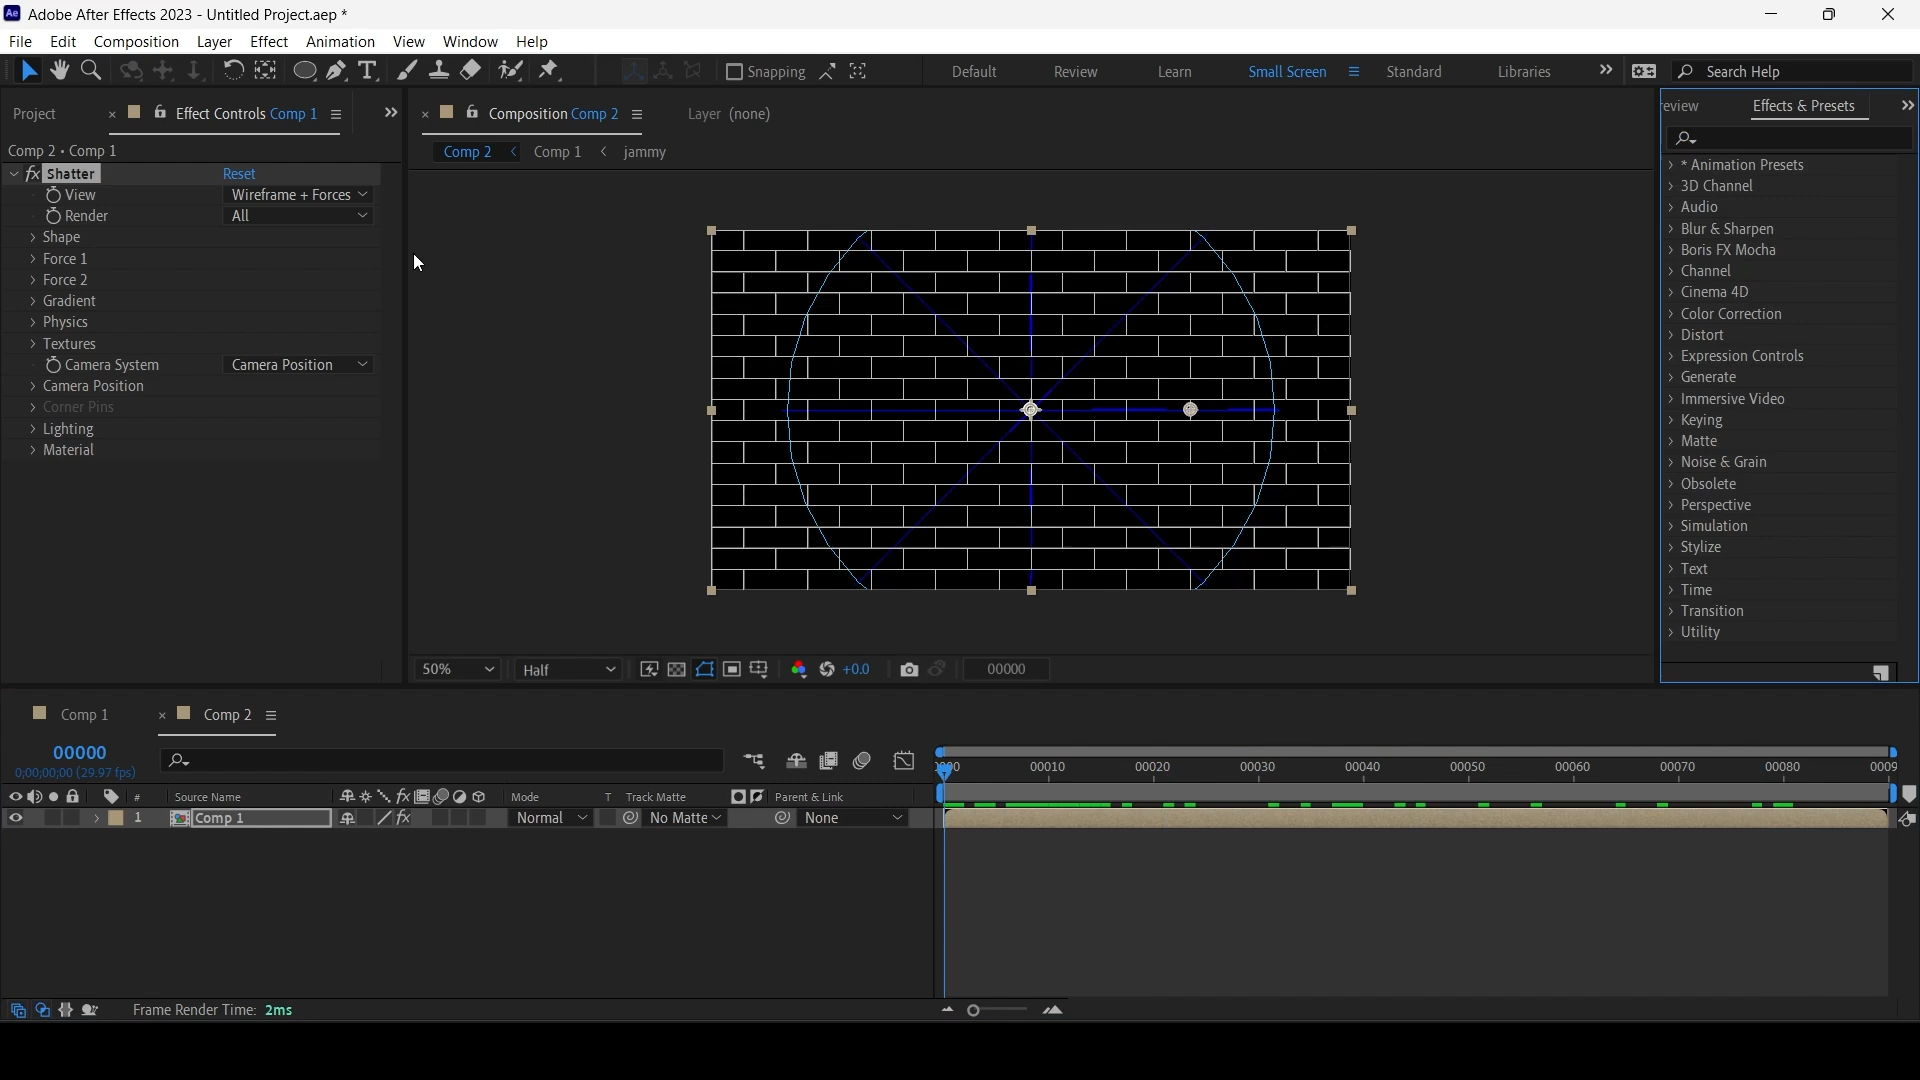 Ae Adobe After Effects 2023 - Untitled Project.aep *
File Edit Composition Layer Effect Animation View Window Help
Snapping Default Review Learn Small Screen Standard Libraries Search Help
Project Effect Controls Comp 1
Comp 2 • Comp 1
fx Shatter Reset
View Wireframe + Forces
Render All
Shape
Force 1
Force 2
Gradient
Physics
Textures
Camera System Camera Position
Camera Position
Corner Pins
Lighting
Material
Composition Comp 2 Layer (none)
Comp 2 Comp 1 jammy
50% Half +0.0 00000
eview Effects & Presets
* Animation Presets
3D Channel
Audio
Blur & Sharpen
Boris FX Mocha
Channel
Cinema 4D
Color Correction
Distort
Expression Controls
Generate
Immersive Video
Keying
Matte
Noise & Grain
Obsolete
Perspective
Simulation
Stylize
Text
Time
Transition
Utility
Comp 1 Comp 2
00000
0;00;00;00 (29.97 fps)
00010 00020 00030 00040 00050 00060 00070 00080 0009
# Source Name fx Mode T Track Matte Parent & Link
1 Comp 1 fx Normal No Matte None
Frame Render Time: 2ms